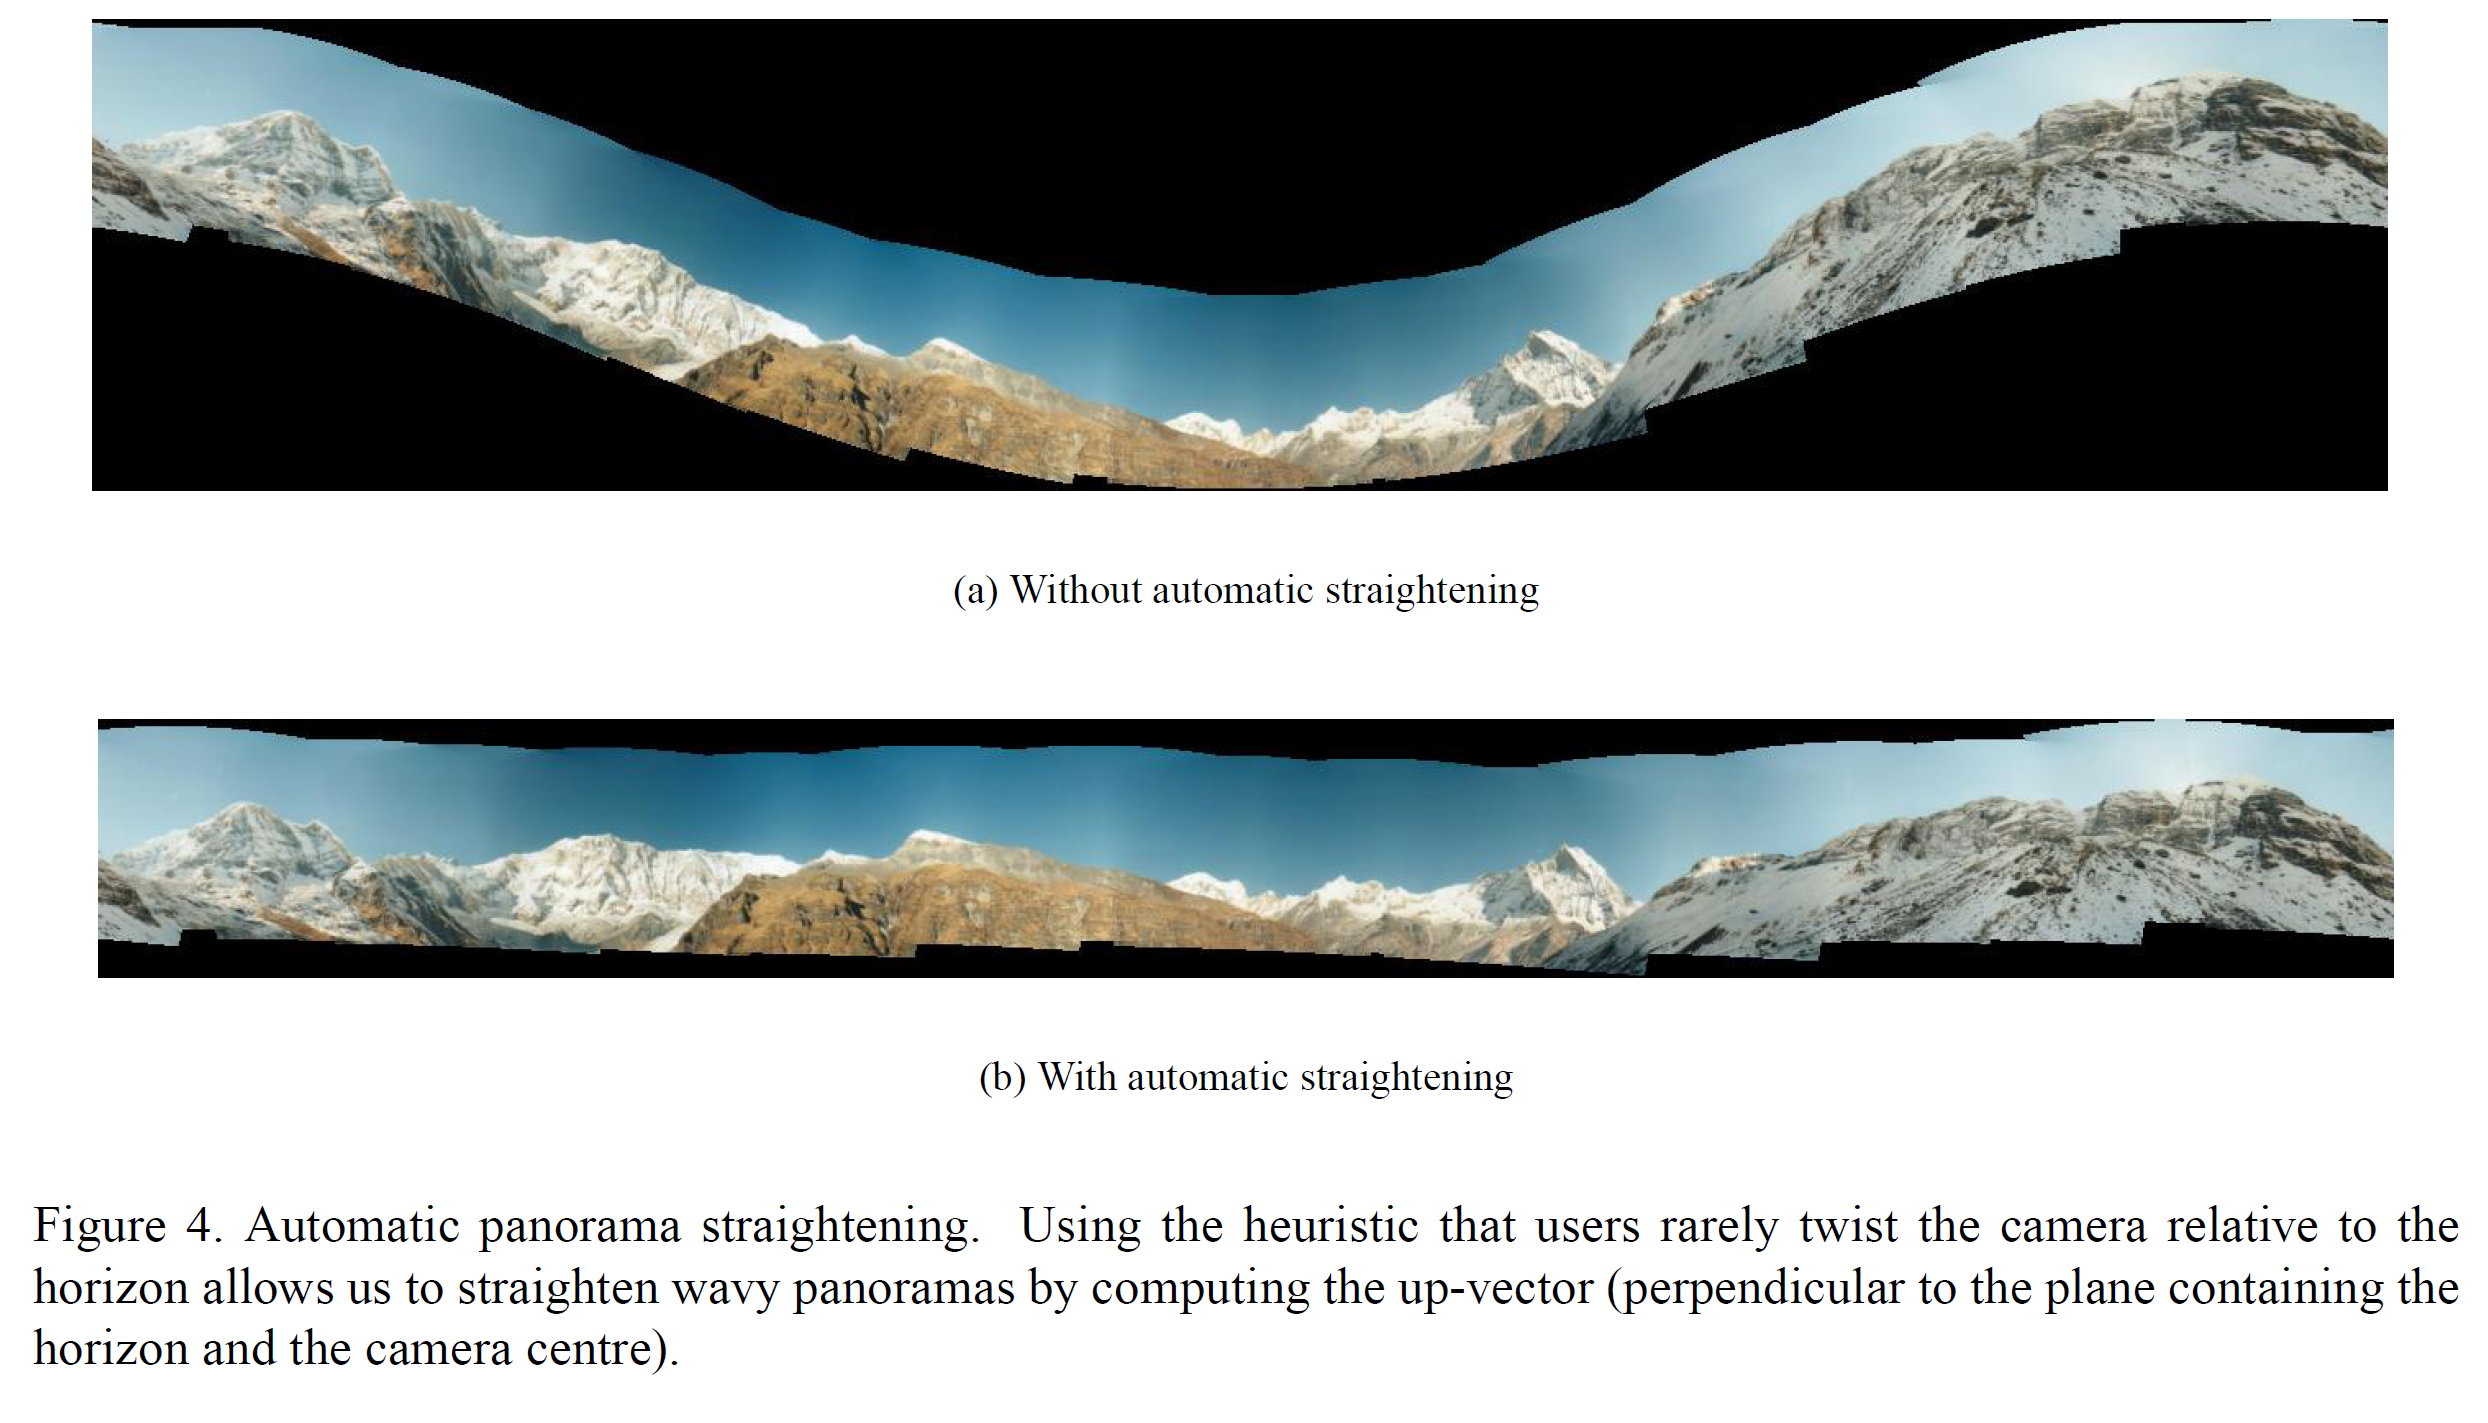 (a) Without automatic straightening
(b) With automatic straightening
Figure 4. Automatic panorama straightening. Using the heuristic that users rarely twist the camera relative to the
horizon allows us to straighten wavy panoramas by computing the up-vector (perpendicular to the plane containing the
horizon and the camera centre).